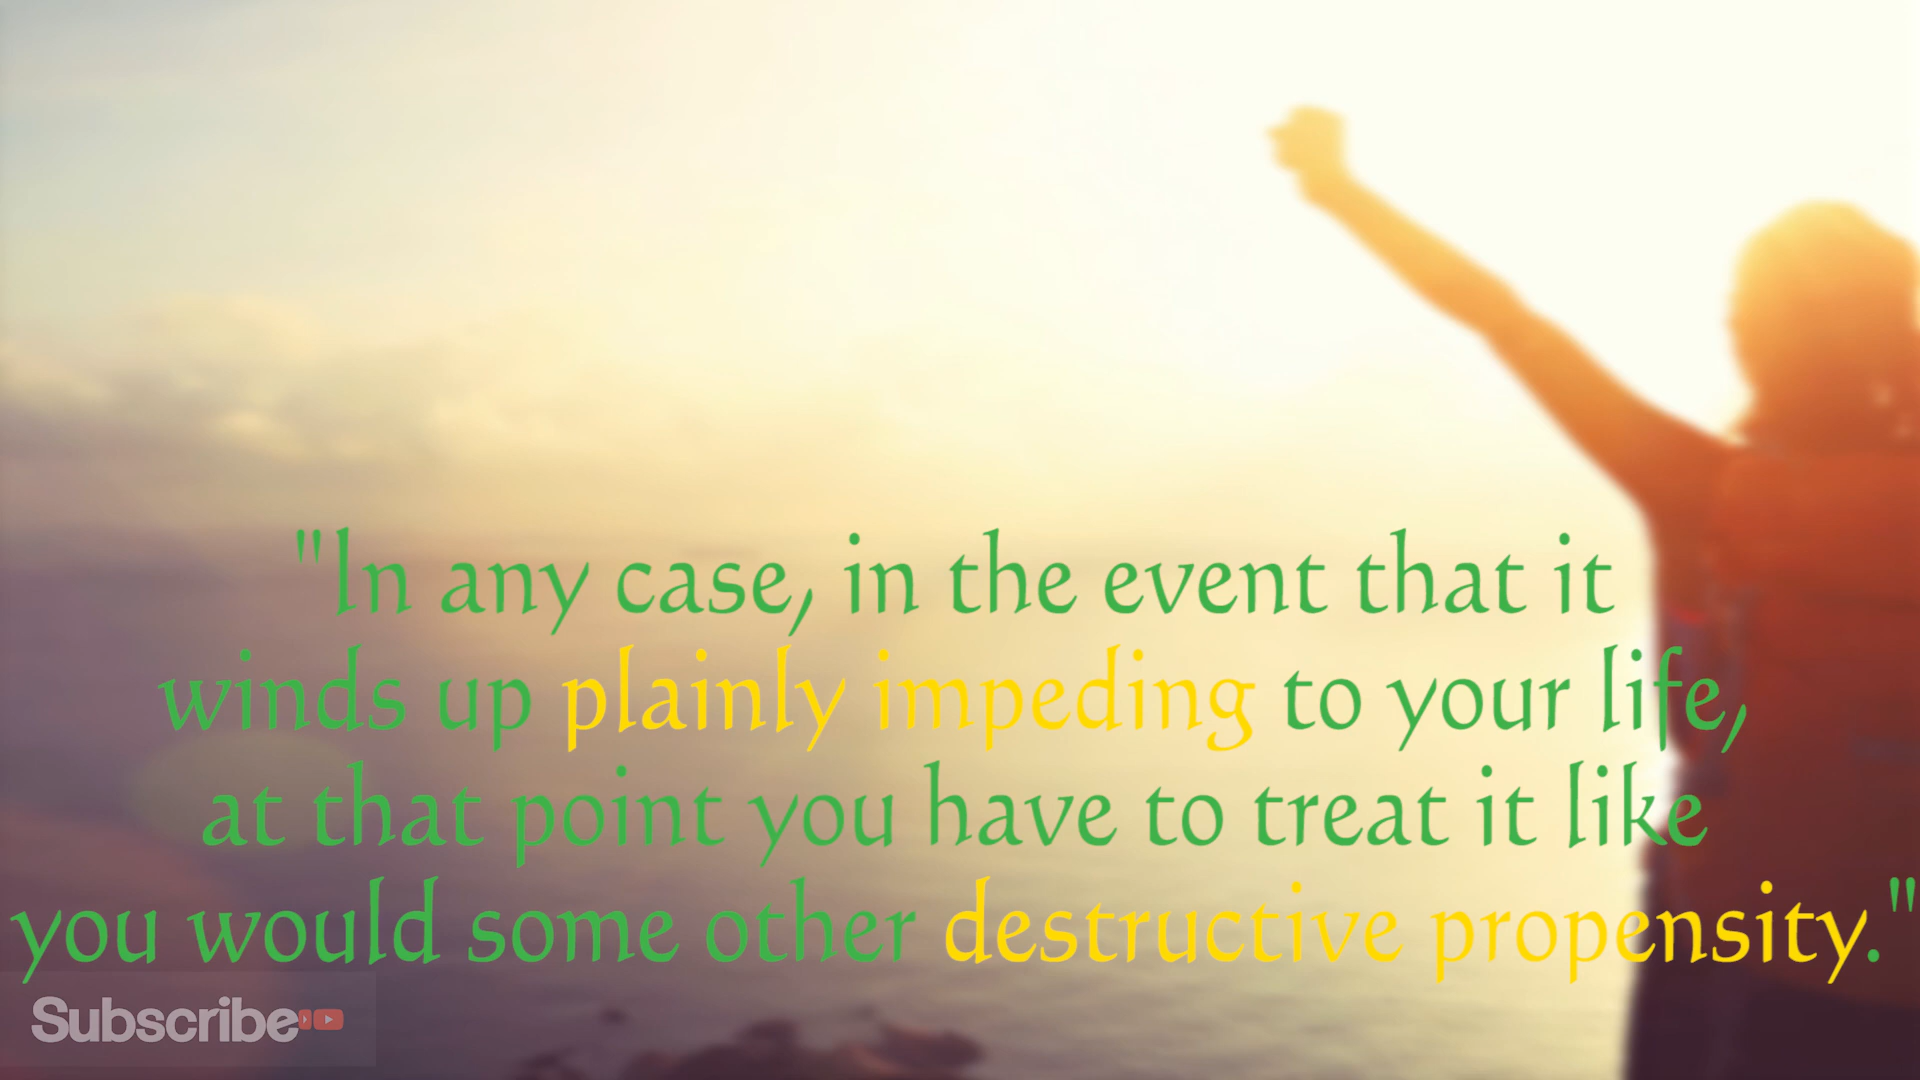 "In any case, in the event that it
winds up plainly impeding to your life,
at that point you have to treat it like
you would some other destructive propensity."
Subscribe